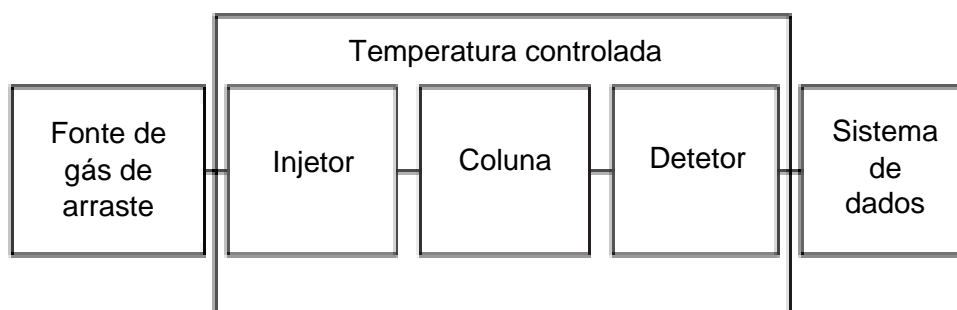 Temperatura controlada
Fonte de
gás de
arraste
Injetor
Coluna
Detetor
Sistema
de
dados